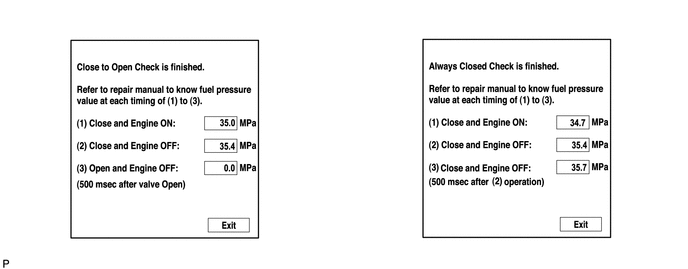 Close to Open Check is finished.
Refer to repair manual to know fuel pressure
value at each timing of (1) to (3).
(1) Close and Engine ON: 35.0 MPa
(2) Close and Engine OFF: 35.4 MPa
(3) Open and Engine OFF: 0.0 MPa
(500 msec after valve Open)
Exit
Always Closed Check is finished.
Refer to repair manual to know fuel pressure
value at each timing of (1) to (3).
(1) Close and Engine ON: 34.7 MPa
(2) Close and Engine OFF: 35.4 MPa
(3) Close and Engine OFF: 35.7 MPa
(500 msec after (2) operation)
Exit
P